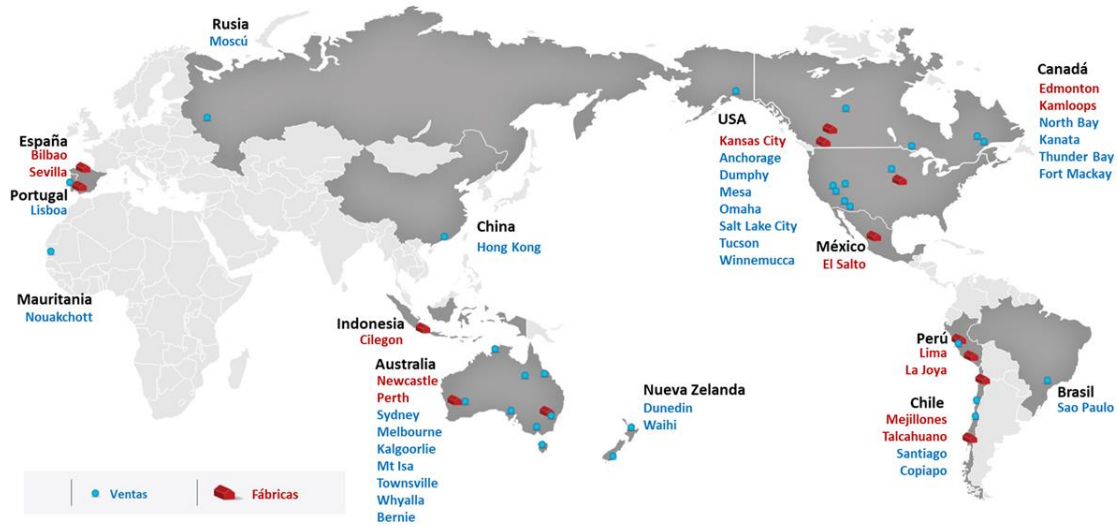 Rusia
Moscú
España
Bilbao
Sevilla
Portugal
Lisboa
Mauritania
Nouakchott
China
Hong Kong
Indonesia
Cilegon
Australia
Newcastle
Perth
Sydney
Melbourne
Kalgoorlie
Mt Isa
Townsville
Whyalla
Bernie
Nueva Zelanda
Dunedin
Waihi
USA
Kansas City
Anchorage
Dumphy
Mesa
Omaha
Salt Lake City
Tucson
Winnemucca
Canadá
Edmonton
Kamloops
North Bay
Kanata
Thunder Bay
Fort Mackay
México
El Salto
Perú
Lima
La Joya
Chile
Mejillones
Talcahuano
Santiago
Copiapo
Brasil
Sao Paulo
Ventas
Fábricas